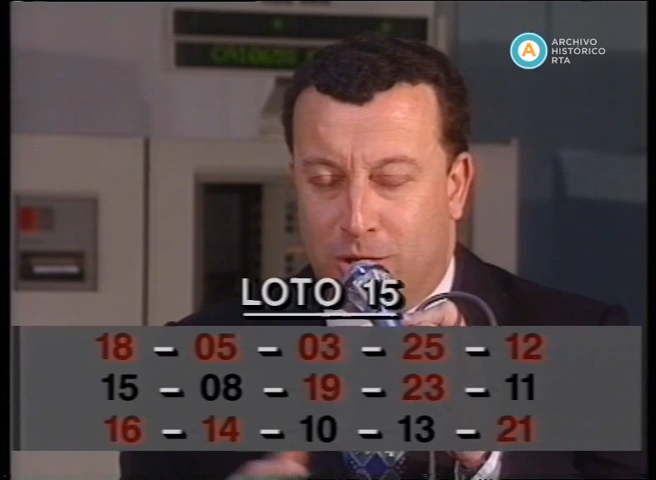 A
ARCHIVO
HISTÓRICO
RTA
LOTO 15
18 – 05 – 03 – 25 – 12
15 – 08 – 19 – 23 – 11
16 – 14 – 10 – 13 – 21